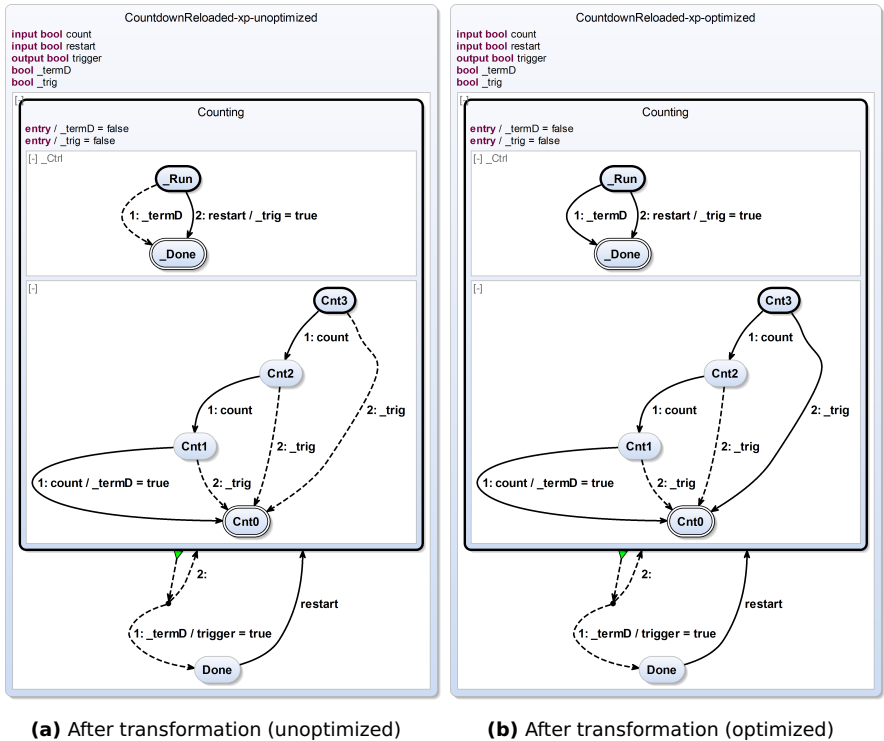 CountdownReloaded-xp-unoptimized
input bool count
input bool restart
output bool trigger
bool _termD
bool _trig
[-]
Counting
entry / _termD = false
entry / _trig = false
[-] _Ctrl
_Run
1: _termD
2: restart / _trig = true
_Done
[-]
Cnt3
1: count
Cnt2
1: count
2: _trig
2: _trig
Cnt1
1: count / _termD = true
2: _trig
Cnt0
2:
restart
1: _termD / trigger = true
Done
(a) After transformation (unoptimized)
CountdownReloaded-xp-optimized
input bool count
input bool restart
output bool trigger
bool _termD
bool _trig
[-]
Counting
entry / _termD = false
entry / _trig = false
[-] _Ctrl
_Run
1: _termD
2: restart / _trig = true
_Done
[-]
Cnt3
1: count
Cnt2
1: count
2: _trig
2: _trig
Cnt1
1: count / _termD = true
2: _trig
Cnt0
2:
restart
1: _termD / trigger = true
Done
(b) After transformation (optimized)